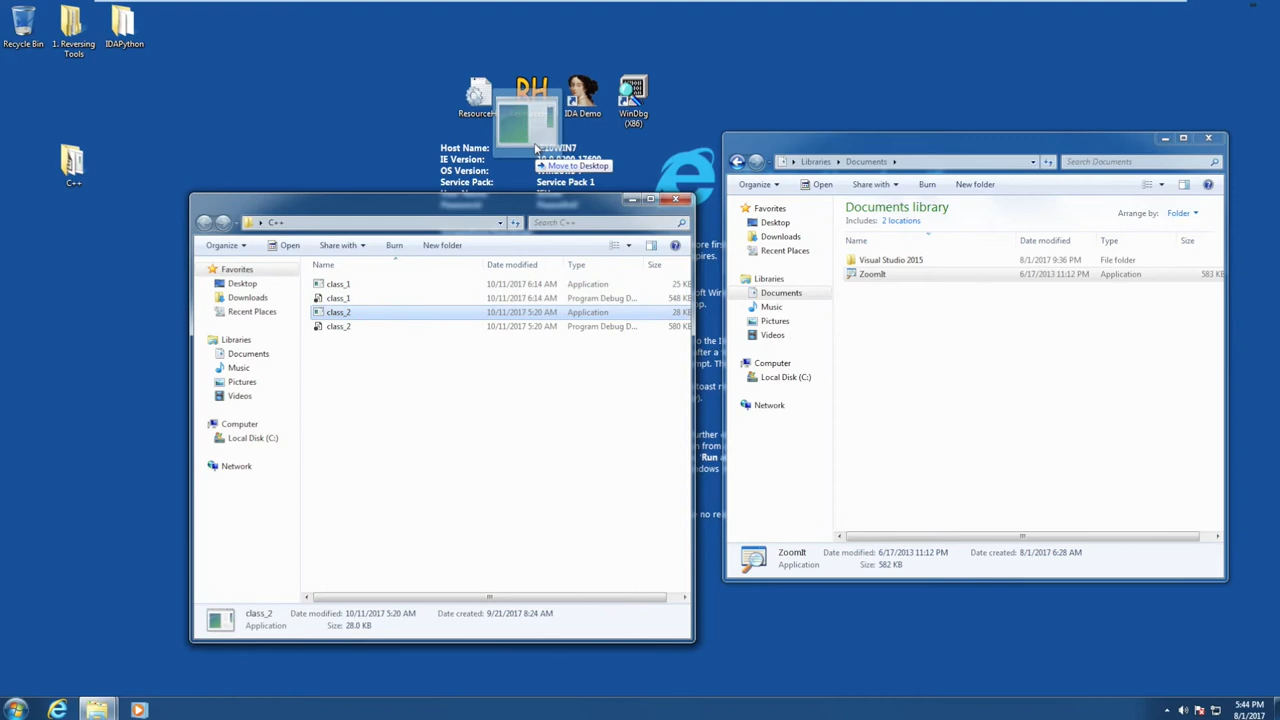 Recycle Bin
1. Reversing
Tools
IDAPython
C++
ResourceH
RH
IDA Demo
WinDbg
(X86)
Move to Desktop
Host Name:
IE Version:
OS Version:
Service Pack:
Service Pack 1
C++
Search C++
Organize
Open
Share with
Burn
New folder
Favorites
Desktop
Downloads
Recent Places
Libraries
Documents
Music
Pictures
Videos
Computer
Local Disk (C:)
Network
Name Date modified Type Size
class_1 10/11/2017 6:14 AM Application 25 KB
class_1 10/11/2017 6:14 AM Program Debug D... 548 KB
class_2 10/11/2017 5:20 AM Application 28 KB
class_2 10/11/2017 5:20 AM Program Debug D... 580 KB
class_2 Date modified: 10/11/2017 5:20 AM Date created: 9/21/2017 8:24 AM
Application Size: 28.0 KB
Libraries Documents
Search Documents
Organize
Open
Share with
Burn
New folder
Favorites
Desktop
Downloads
Recent Places
Libraries
Documents
Music
Pictures
Videos
Computer
Local Disk (C:)
Network
Documents library
Includes: 2 locations
Arrange by: Folder
Name Date modified Type Size
Visual Studio 2015 8/1/2017 9:36 PM File folder
ZoomIt 6/17/2013 11:12 PM Application 583 KB
ZoomIt Date modified: 6/17/2013 11:12 PM Date created: 8/1/2017 6:28 AM
Application Size: 582 KB
5:44 PM
8/1/2017